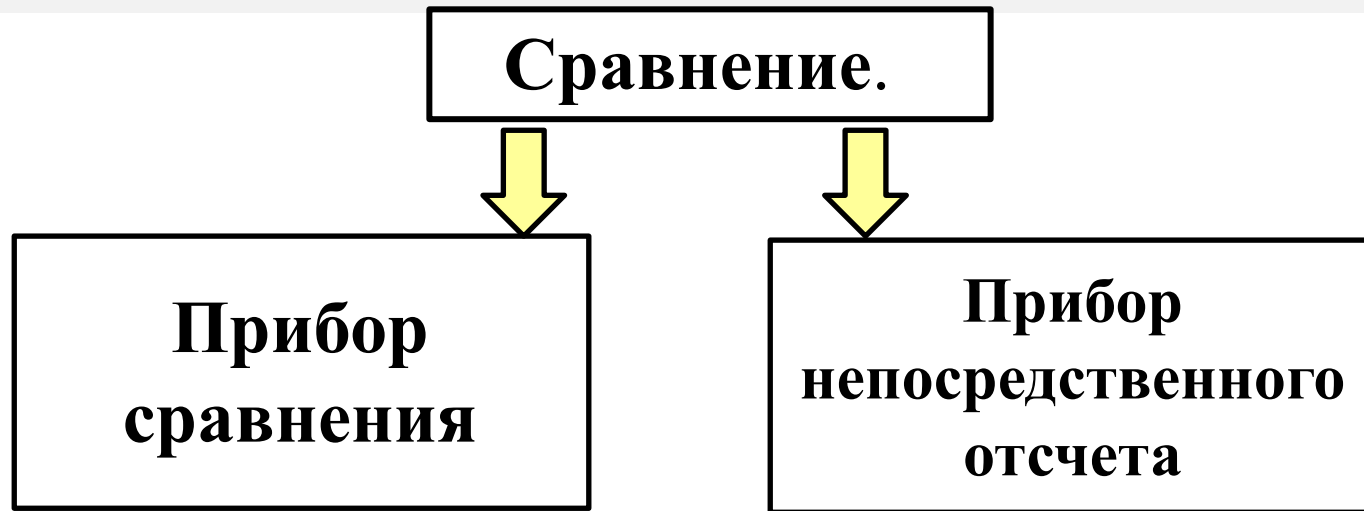 Сравнение.
Прибор
сравнения
Прибор
непосредственного
отсчета